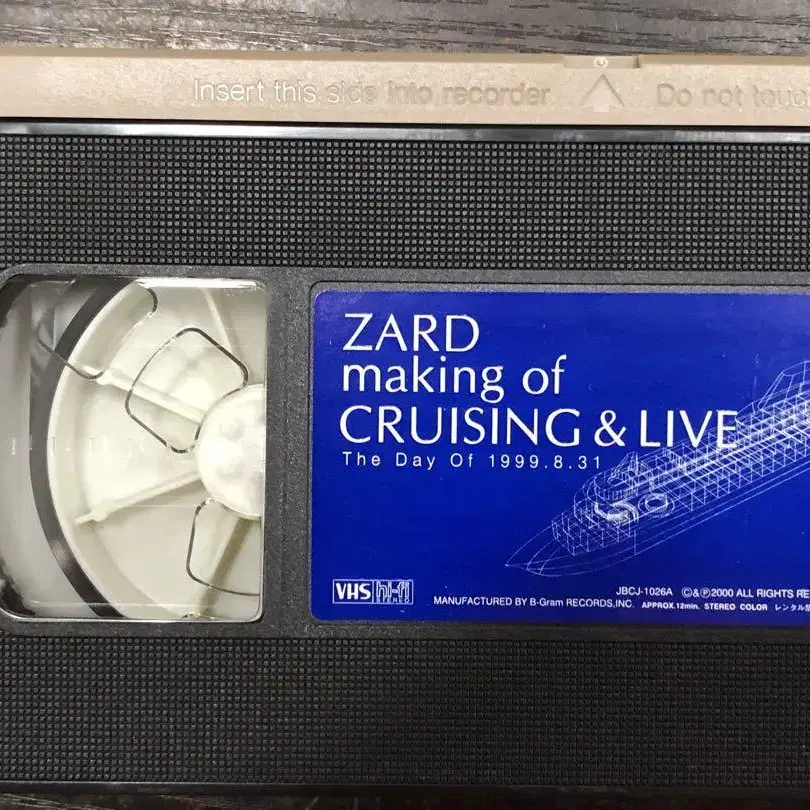 Insert this side into recorder Do not touc
ZARD
making of
CRUISING & LIVE
The Day Of 1999.8.31
VHS hi-fi
STEREO
JBCJ-1026A ©&Ⓟ2000 ALL RIGHTS RE
MANUFACTURED BY B-Gram RECORDS,INC. APPROX.12min. STEREO COLOR レンタル